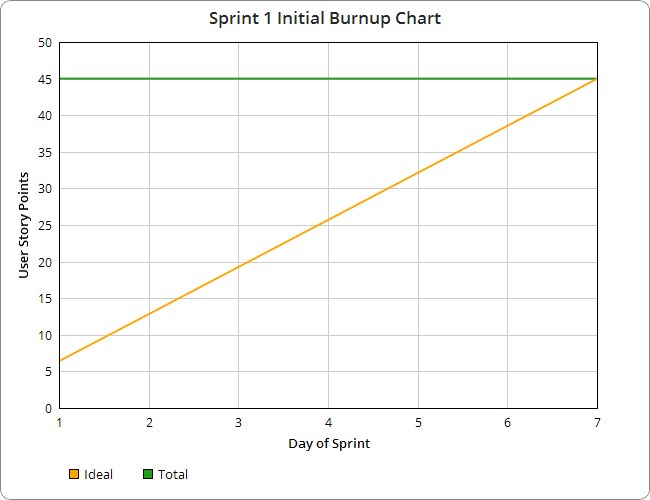 Sprint 1 Initial Burnup Chart
50
45
40
35
30
25
20
15
10
5
0
User Story Points
1 2 3 4 5 6 7
Day of Sprint
Ideal Total